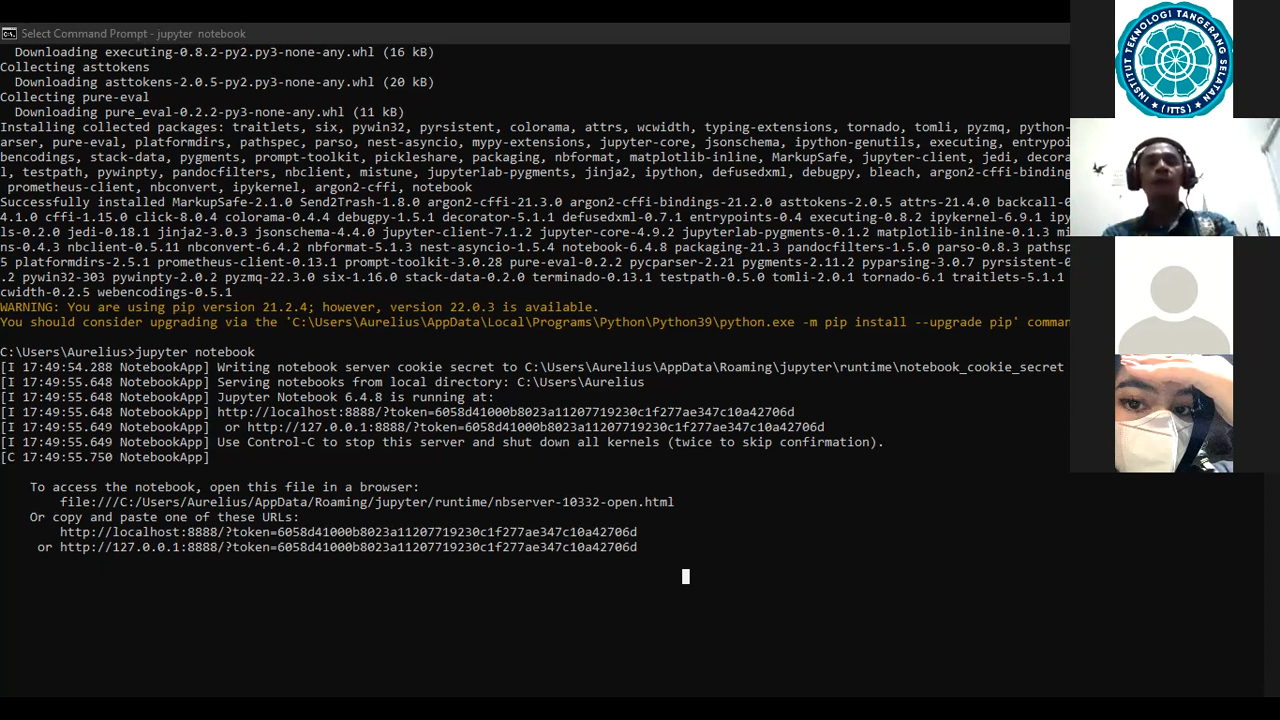 Select Command Prompt - jupyter notebook
Downloading executing-0.8.2-py2.py3-none-any.whl (16 kB)
Collecting asttokens
Downloading asttokens-2.0.5-py2.py3-none-any.whl (20 kB)
Collecting pure-eval
Downloading pure_eval-0.2.2-py3-none-any.whl (11 kB)
Installing collected packages: traitlets, six, pywin32, pyrsistent, colorama, attrs, wcwidth, typing-extensions, tornado, tomli, pyzmq, python-
arser, pure-eval, platformdirs, pathspec, parso, nest-asyncio, mypy-extensions, jupyter-core, jsonschema, ipython-genutils, executing, entrypoi
bencodings, stack-data, pygments, prompt-toolkit, pickleshare, packaging, nbformat, matplotlib-inline, MarkupSafe, jupyter-client, jedi, decora
l, testpath, pywinpty, pandocfilters, nbclient, mistune, jupyterlab-pygments, jinja2, ipython, defusedxml, debugpy, bleach, argon2-cffi-binding
prometheus-client, nbconvert, ipykernel, argon2-cffi, notebook
Successfully installed MarkupSafe-2.1.0 Send2Trash-1.8.0 argon2-cffi-21.3.0 argon2-cffi-bindings-21.2.0 asttokens-2.0.5 attrs-21.4.0 backcall-0
4.1.0 cffi-1.15.0 click-8.0.4 colorama-0.4.4 debugpy-1.5.1 decorator-5.1.1 defusedxml-0.7.1 entrypoints-0.4 executing-0.8.2 ipykernel-6.9.1 ipy
ls-0.2.0 jedi-0.18.1 jinja2-3.0.3 jsonschema-4.4.0 jupyter-client-7.1.2 jupyter-core-4.9.2 jupyterlab-pygments-0.1.2 matplotlib-inline-0.1.3 mi
ns-0.4.3 nbclient-0.5.11 nbconvert-6.4.2 nbformat-5.1.3 nest-asyncio-1.5.4 notebook-6.4.8 packaging-21.3 pandocfilters-1.5.0 parso-0.8.3 pathsp
5 platformdirs-2.5.1 prometheus-client-0.13.1 prompt-toolkit-3.0.28 pure-eval-0.2.2 pycparser-2.21 pygments-2.11.2 pyparsing-3.0.7 pyrsistent-0
.2 pywin32-303 pywinpty-2.0.2 pyzmq-22.3.0 six-1.16.0 stack-data-0.2.0 terminado-0.13.1 testpath-0.5.0 tomli-2.0.1 tornado-6.1 traitlets-5.1.1
cwidth-0.2.5 webencodings-0.5.1
WARNING: You are using pip version 21.2.4; however, version 22.0.3 is available.
You should consider upgrading via the 'C:\Users\Aurelius\AppData\Local\Programs\Python\Python39\python.exe -m pip install --upgrade pip' comman
C:\Users\Aurelius>jupyter notebook
[I 17:49:54.288 NotebookApp] Writing notebook server cookie secret to C:\Users\Aurelius\AppData\Roaming\jupyter\runtime\notebook_cookie_secret
[I 17:49:55.648 NotebookApp] Serving notebooks from local directory: C:\Users\Aurelius
[I 17:49:55.648 NotebookApp] Jupyter Notebook 6.4.8 is running at:
[I 17:49:55.648 NotebookApp] http://localhost:8888/?token=6058d41000b8023a11207719230c1f277ae347c10a42706d
[I 17:49:55.649 NotebookApp]  or http://127.0.0.1:8888/?token=6058d41000b8023a11207719230c1f277ae347c10a42706d
[I 17:49:55.649 NotebookApp] Use Control-C to stop this server and shut down all kernels (twice to skip confirmation).
[C 17:49:55.750 NotebookApp]
To access the notebook, open this file in a browser:
file:///C:/Users/Aurelius/AppData/Roaming/jupyter/runtime/nbserver-10332-open.html
Or copy and paste one of these URLs:
http://localhost:8888/?token=6058d41000b8023a11207719230c1f277ae347c10a42706d
or http://127.0.0.1:8888/?token=6058d41000b8023a11207719230c1f277ae347c10a42706d
INSTITUT TEKNOLOGI TANGERANG SELATAN
(ITTS)